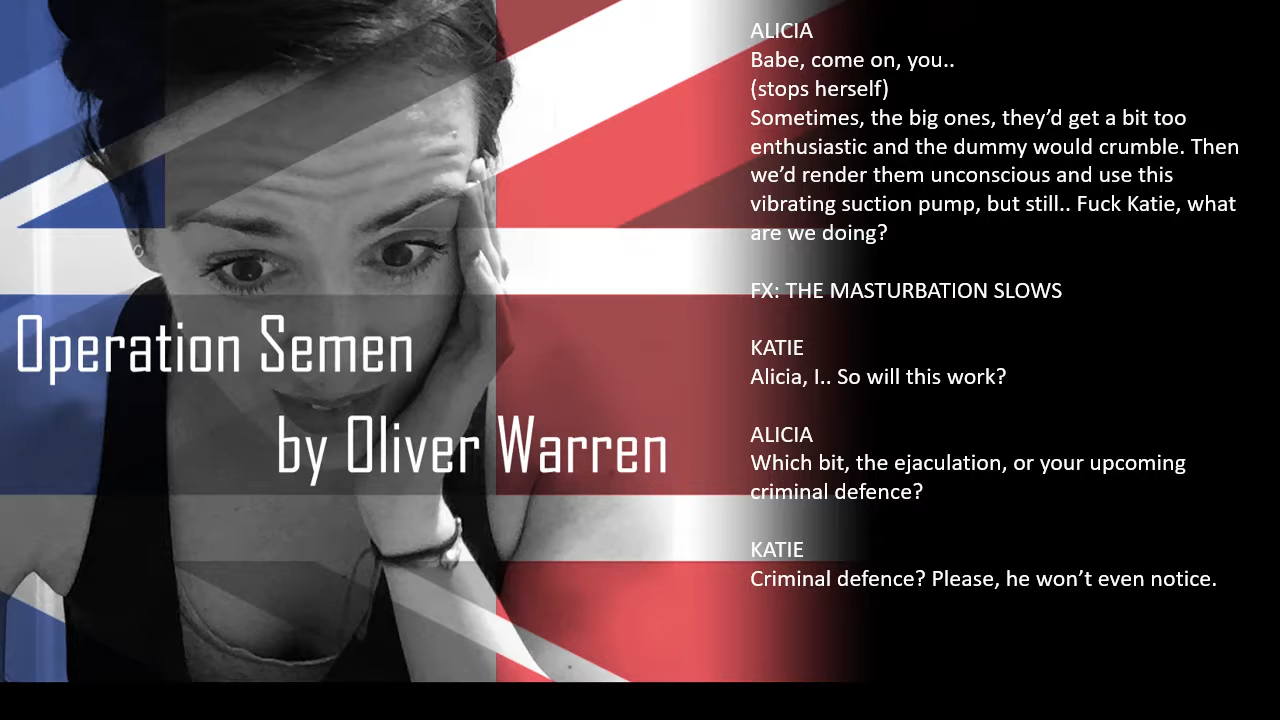 Operation Semen
by Oliver Warren
ALICIA
Babe, come on, you..
(stops herself)
Sometimes, the big ones, they’d get a bit too
enthusiastic and the dummy would crumble. Then
we’d render them unconscious and use this
vibrating suction pump, but still.. Fuck Katie, what
are we doing?
FX: THE MASTURBATION SLOWS
KATIE
Alicia, I.. So will this work?
ALICIA
Which bit, the ejaculation, or your upcoming
criminal defence?
KATIE
Criminal defence? Please, he won’t even notice.